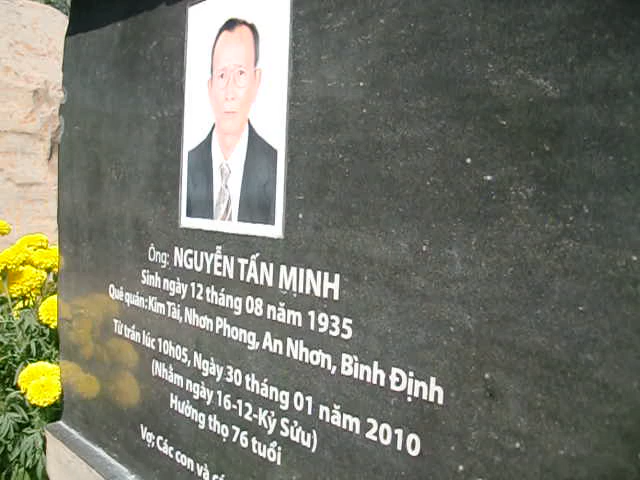 Ông: NGUYỄN TẤN MỊNH
Sinh ngày 12 tháng 08 năm 1935
Quê quán: Kim Tài, Nhơn Phong, An Nhơn, Bình Định
Từ trần lúc 10h05, Ngày 30 tháng 01 năm 2010
(Nhằm ngày 16-12-Kỷ Sửu)
Hưởng thọ 76 tuổi
Vợ; Các con và